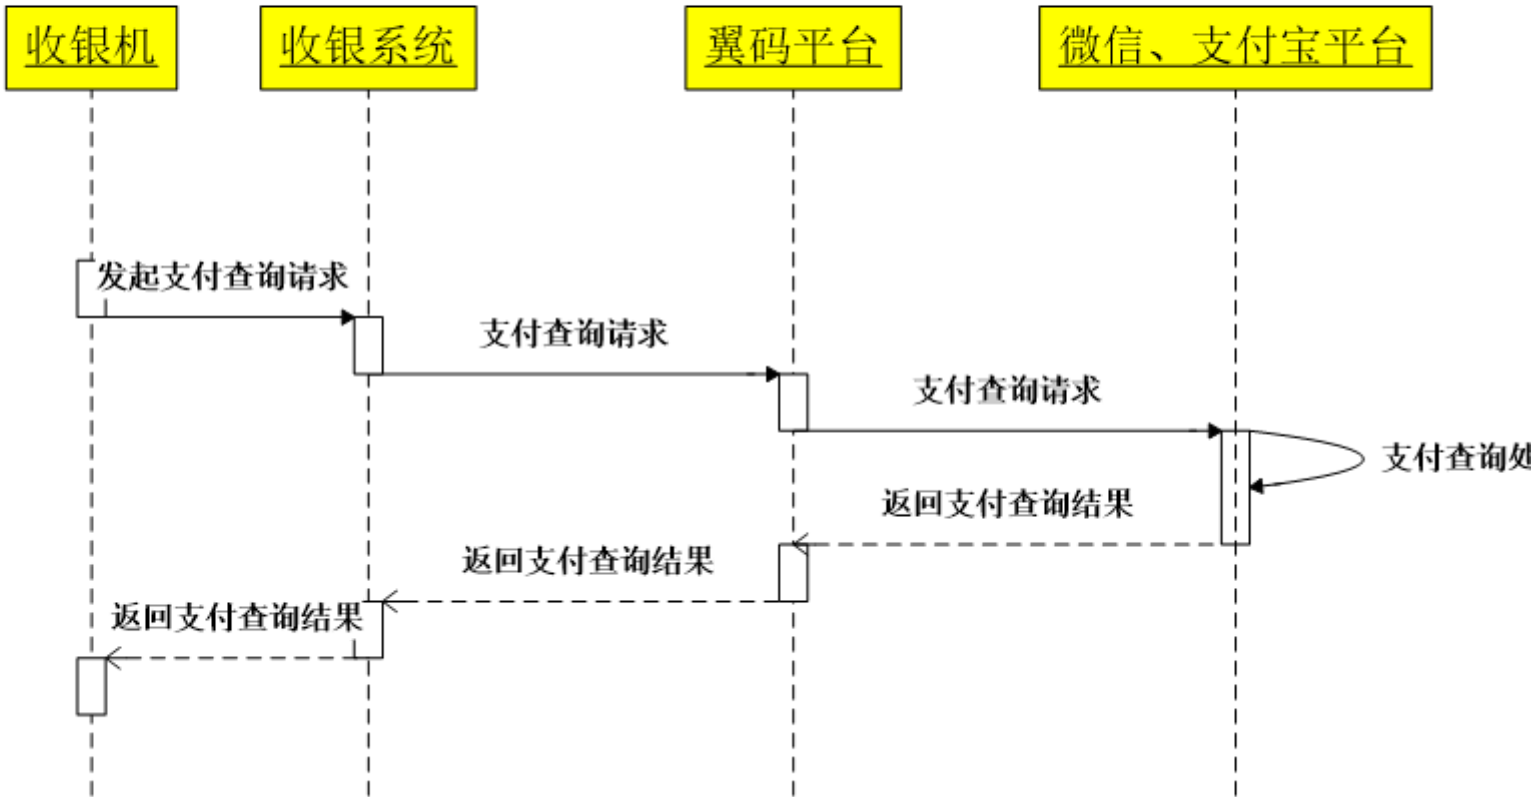 收银机
收银系统
翼码平台
微信、支付宝平台
发起支付查询请求
支付查询请求
支付查询请求
支付查询处
返回支付查询结果
返回支付查询结果
返回支付查询结果